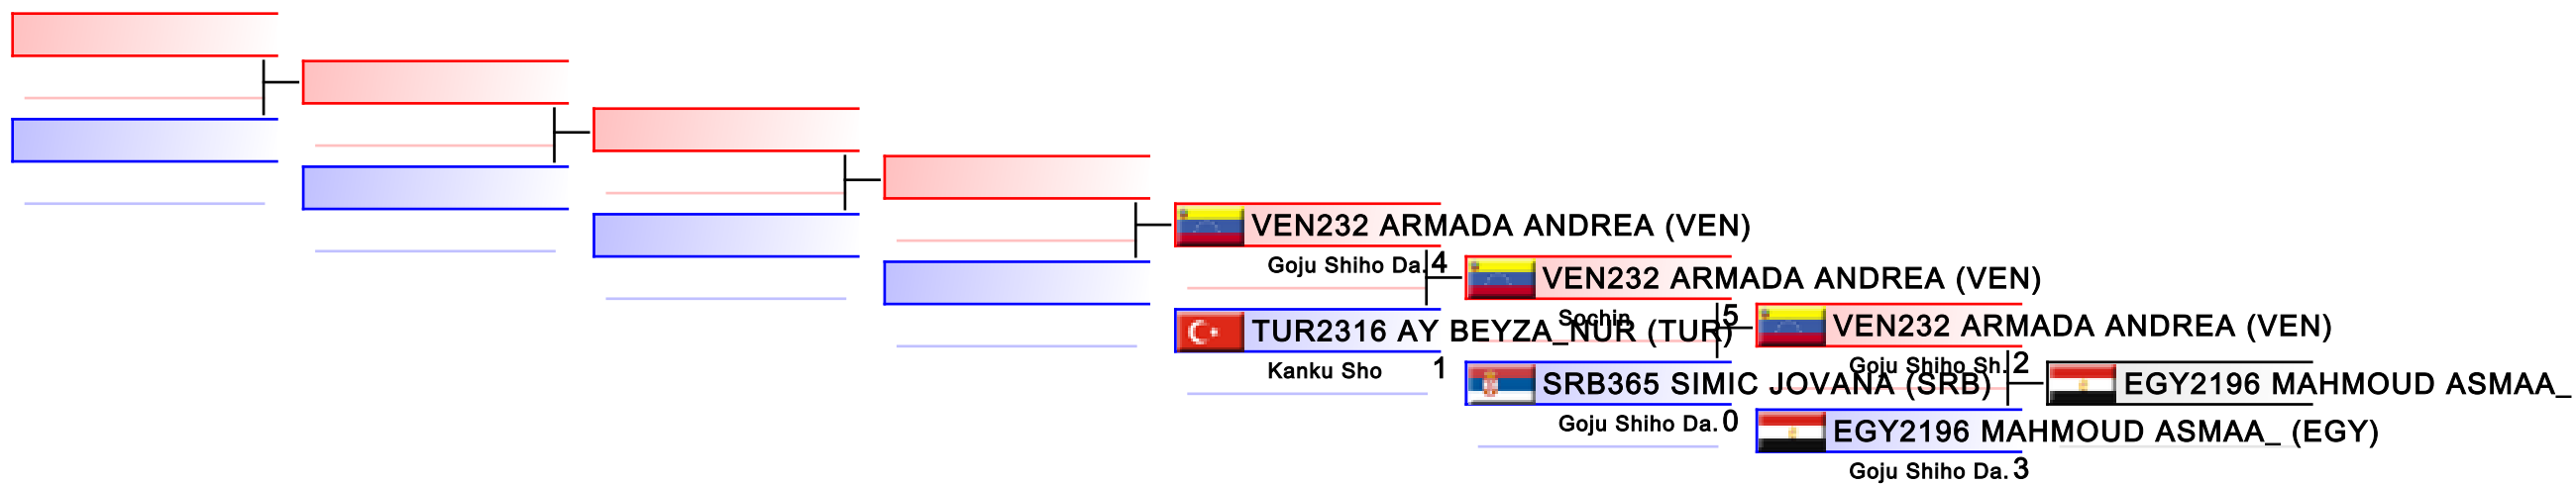 VEN232 ARMADA ANDREA (VEN)
Goju Shiho Da. 4
TUR2316 AY BEYZA_NUR (TUR)
Kanku Sho 1
VEN232 ARMADA ANDREA (VEN)
Sochin 5
SRB365 SIMIC JOVANA (SRB)
Goju Shiho Da. 0
VEN232 ARMADA ANDREA (VEN)
Goju Shiho Sh. 2
EGY2196 MAHMOUD ASMAA_ (EGY)
Goju Shiho Da. 3
EGY2196 MAHMOUD ASMAA_